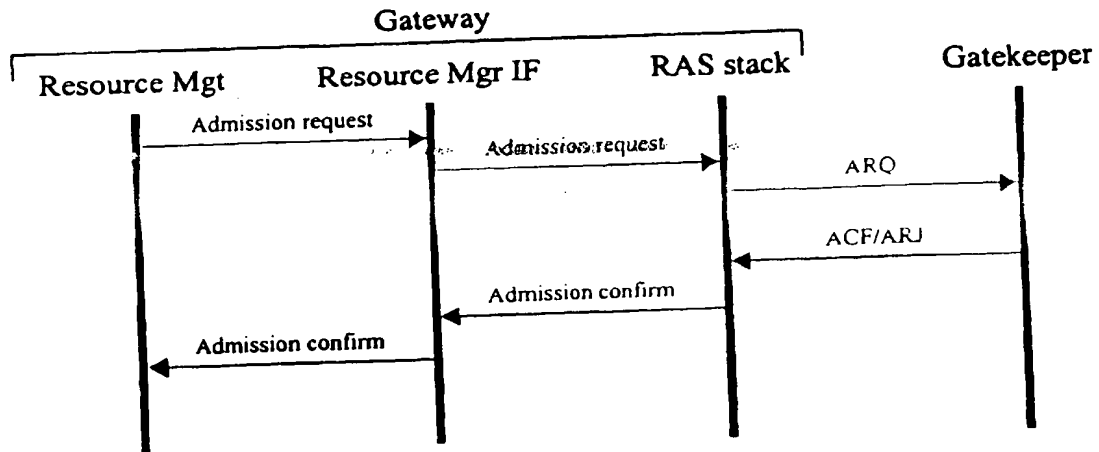 Gateway
Resource Mgt
Resource Mgr IF
RAS stack
Gatekeeper
Admission request
Admission request
ARQ
ACF/ARJ
Admission confirm
Admission confirm